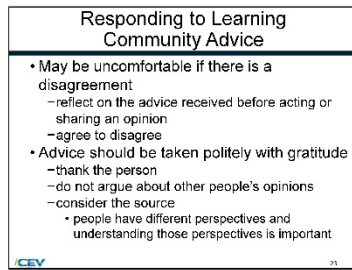 Responding to Learning
Community Advice
• May be uncomfortable if there is a
disagreement
–reflect on the advice received before acting or
sharing an opinion
–agree to disagree
• Advice should be taken politely with gratitude
–thank the person
–do not argue about other people's opinions
–consider the source
• people have different perspectives and
understanding those perspectives is important
iCEV
23